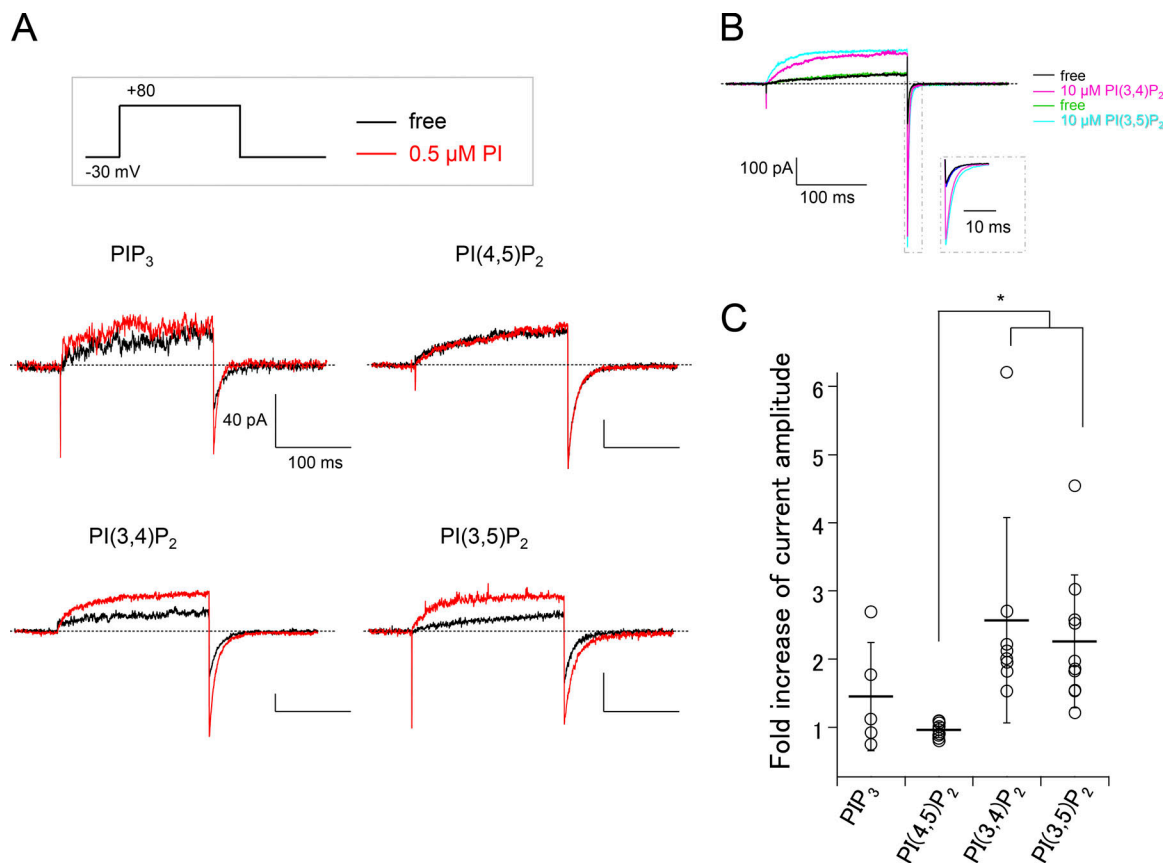 A
+80
-30 mV
free
0.5 µM PI
PIP3
PI(4,5)P2
40 pA
100 ms
PI(3,4)P2
PI(3,5)P2
B
free
10 µM PI(3,4)P2
free
10 µM PI(3,5)P2
100 pA
100 ms
10 ms
C
*
Fold increase of current amplitude
6
5
4
3
2
1
PIP3
PI(4,5)P2
PI(3,4)P2
PI(3,5)P2